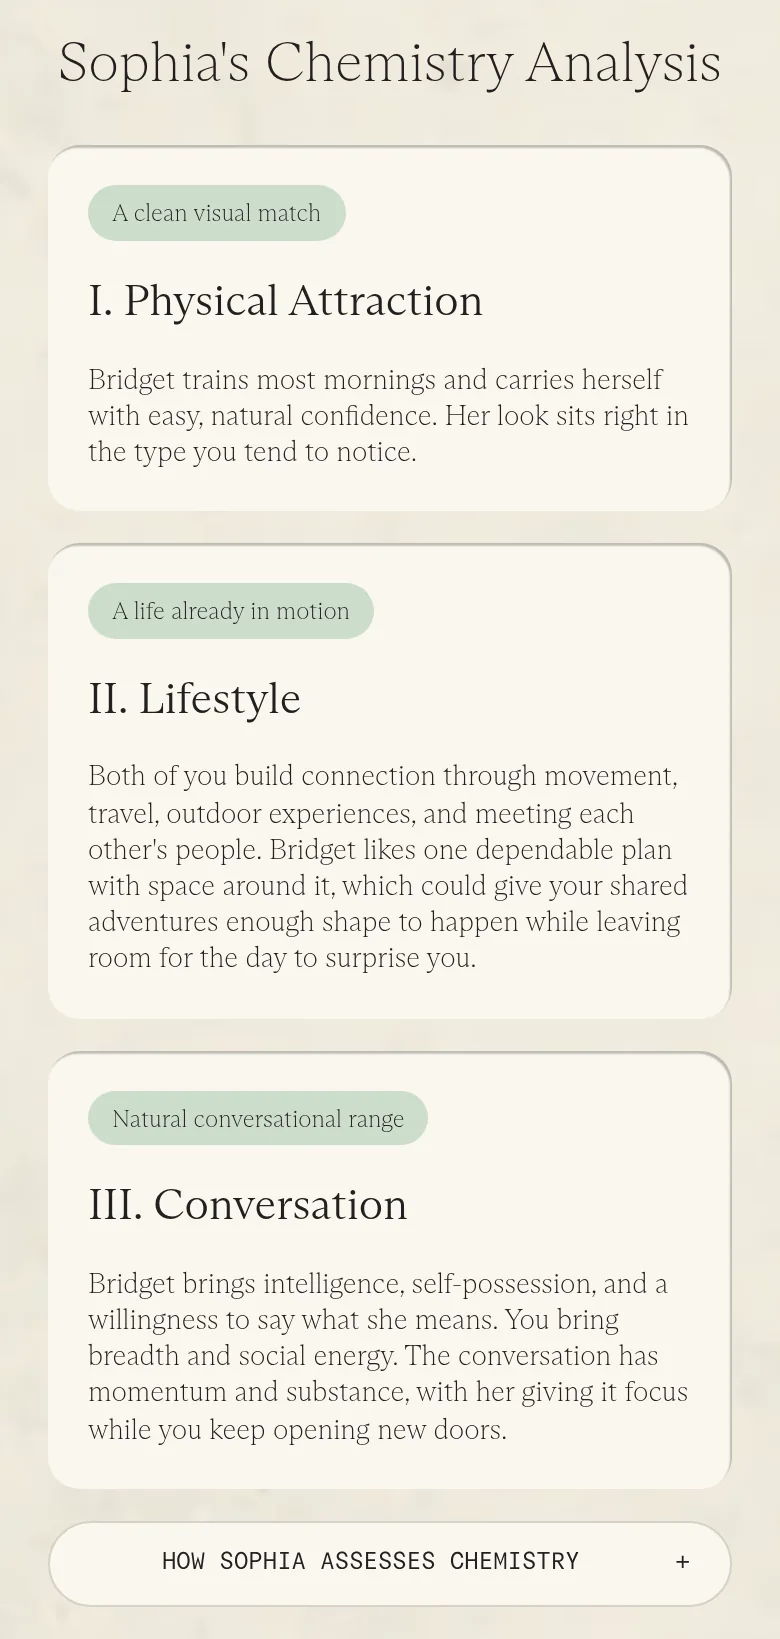 Sophia's Chemistry Analysis
A clean visual match
I. Physical Attraction
Bridget trains most mornings and carries herself
with easy, natural confidence. Her look sits right in
the type you tend to notice.
A life already in motion
II. Lifestyle
Both of you build connection through movement,
travel, outdoor experiences, and meeting each
other's people. Bridget likes one dependable plan
with space around it, which could give your shared
adventures enough shape to happen while leaving
room for the day to surprise you.
Natural conversational range
III. Conversation
Bridget brings intelligence, self-possession, and a
willingness to say what she means. You bring
breadth and social energy. The conversation has
momentum and substance, with her giving it focus
while you keep opening new doors.
HOW SOPHIA ASSESSES CHEMISTRY +